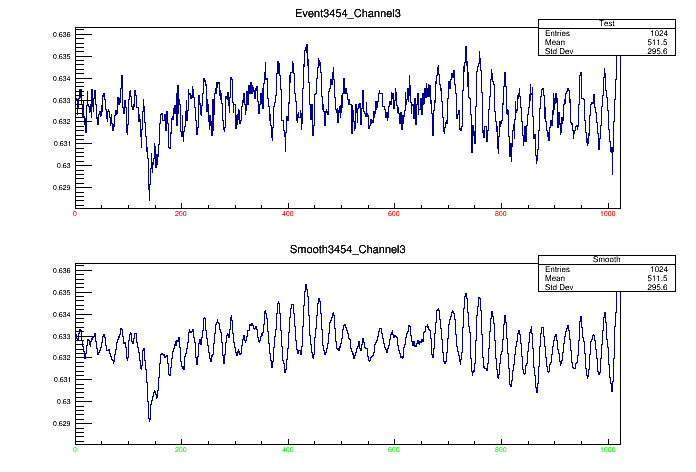 Event3454_Channel3
Test
Entries 1024
Mean 511.5
Std Dev 295.6
0.636
0.635
0.634
0.633
0.632
0.631
0.63
0.629
0 200 400 600 800 1000
Smooth3454_Channel3
Smooth
Entries 1024
Mean 511.5
Std Dev 295.6
0.636
0.635
0.634
0.633
0.632
0.631
0.63
0.629
0 200 400 600 800 1000